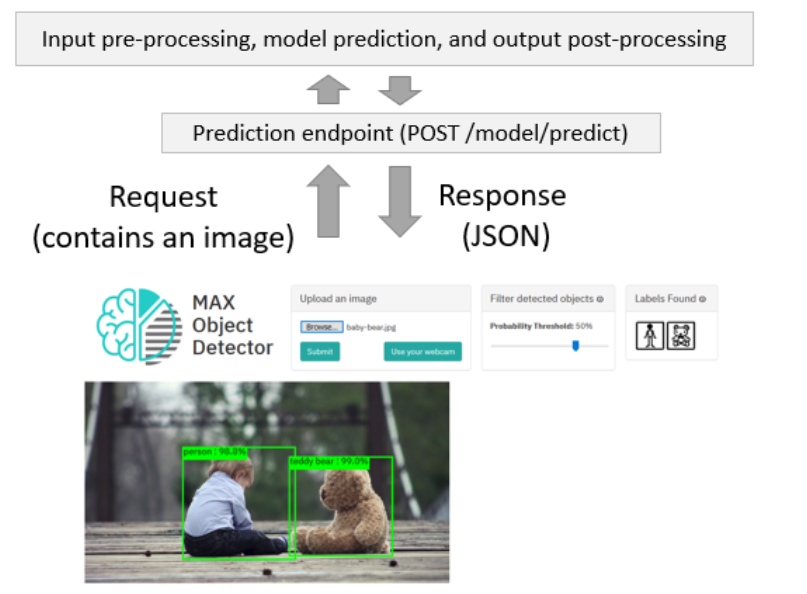 Input pre-processing, model prediction, and output post-processing
Prediction endpoint (POST /model/predict)
Request
(contains an image)
Response
(JSON)
MAX
Object
Detector
Upload an image
Browse... baby-bear.jpg
Submit
Use your webcam
Filter detected objects
Probability Threshold: 50%
Labels Found
person : 98.8%
teddy bear : 99.0%